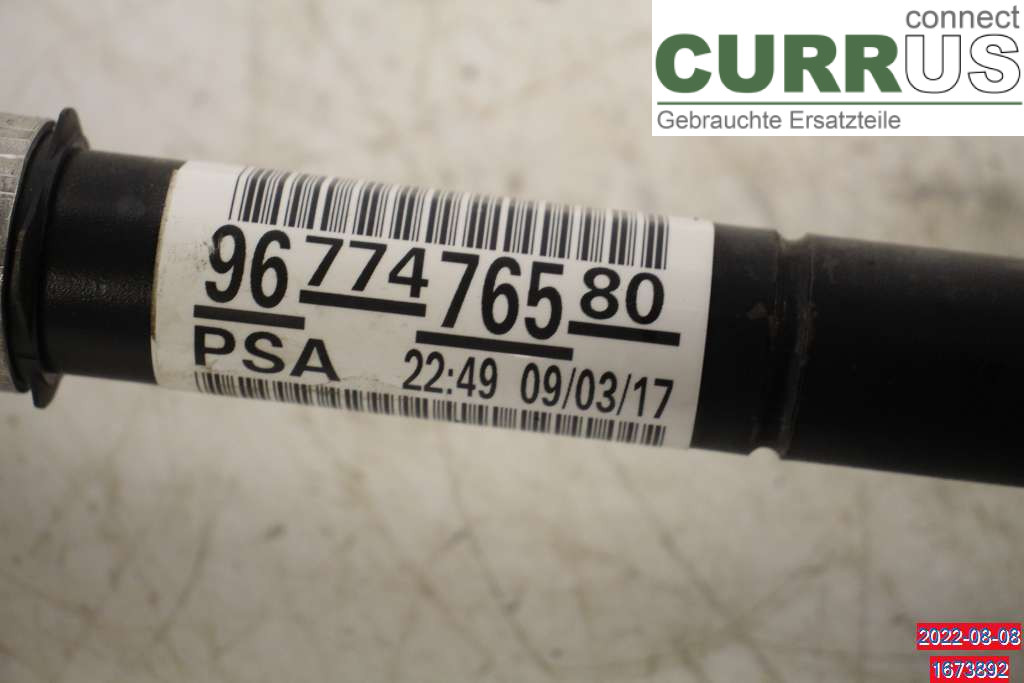 connect
CURRUS
Gebrauchte Ersatzteile
96 774 765 80
PSA 22:49 09/03/17
2022-08-08
1673892